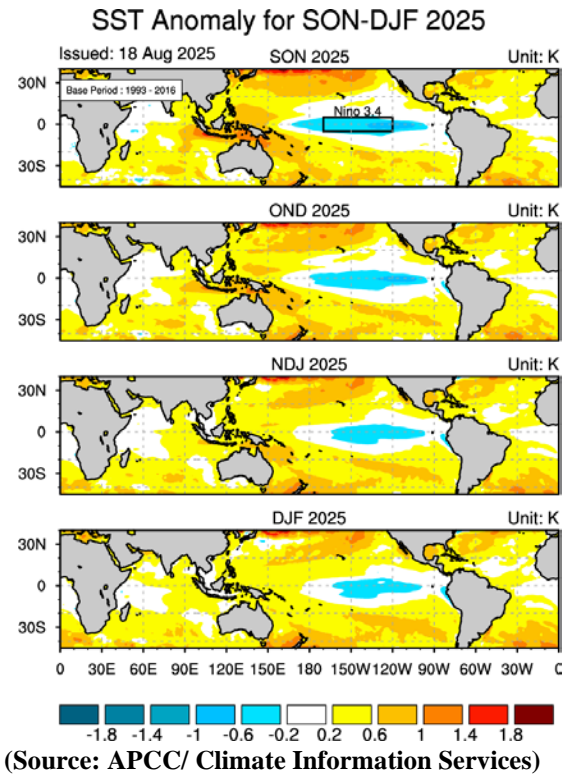 SST Anomaly for SON-DJF 2025
Issued: 18 Aug 2025 SON 2025 Unit: K
30N
Base Period : 1993 - 2016
Nino 3.4
0
30S
OND 2025 Unit: K
30N
0
30S
NDJ 2025 Unit: K
30N
0
30S
DJF 2025 Unit: K
30N
0
30S
0 30E 60E 90E 120E 150E 180 150W 120W 90W 60W 30W 0
-1.8 -1.4 -1 -0.6 -0.2 0 0.2 0.6 1 1.4 1.8
(Source: APCC/ Climate Information Services)